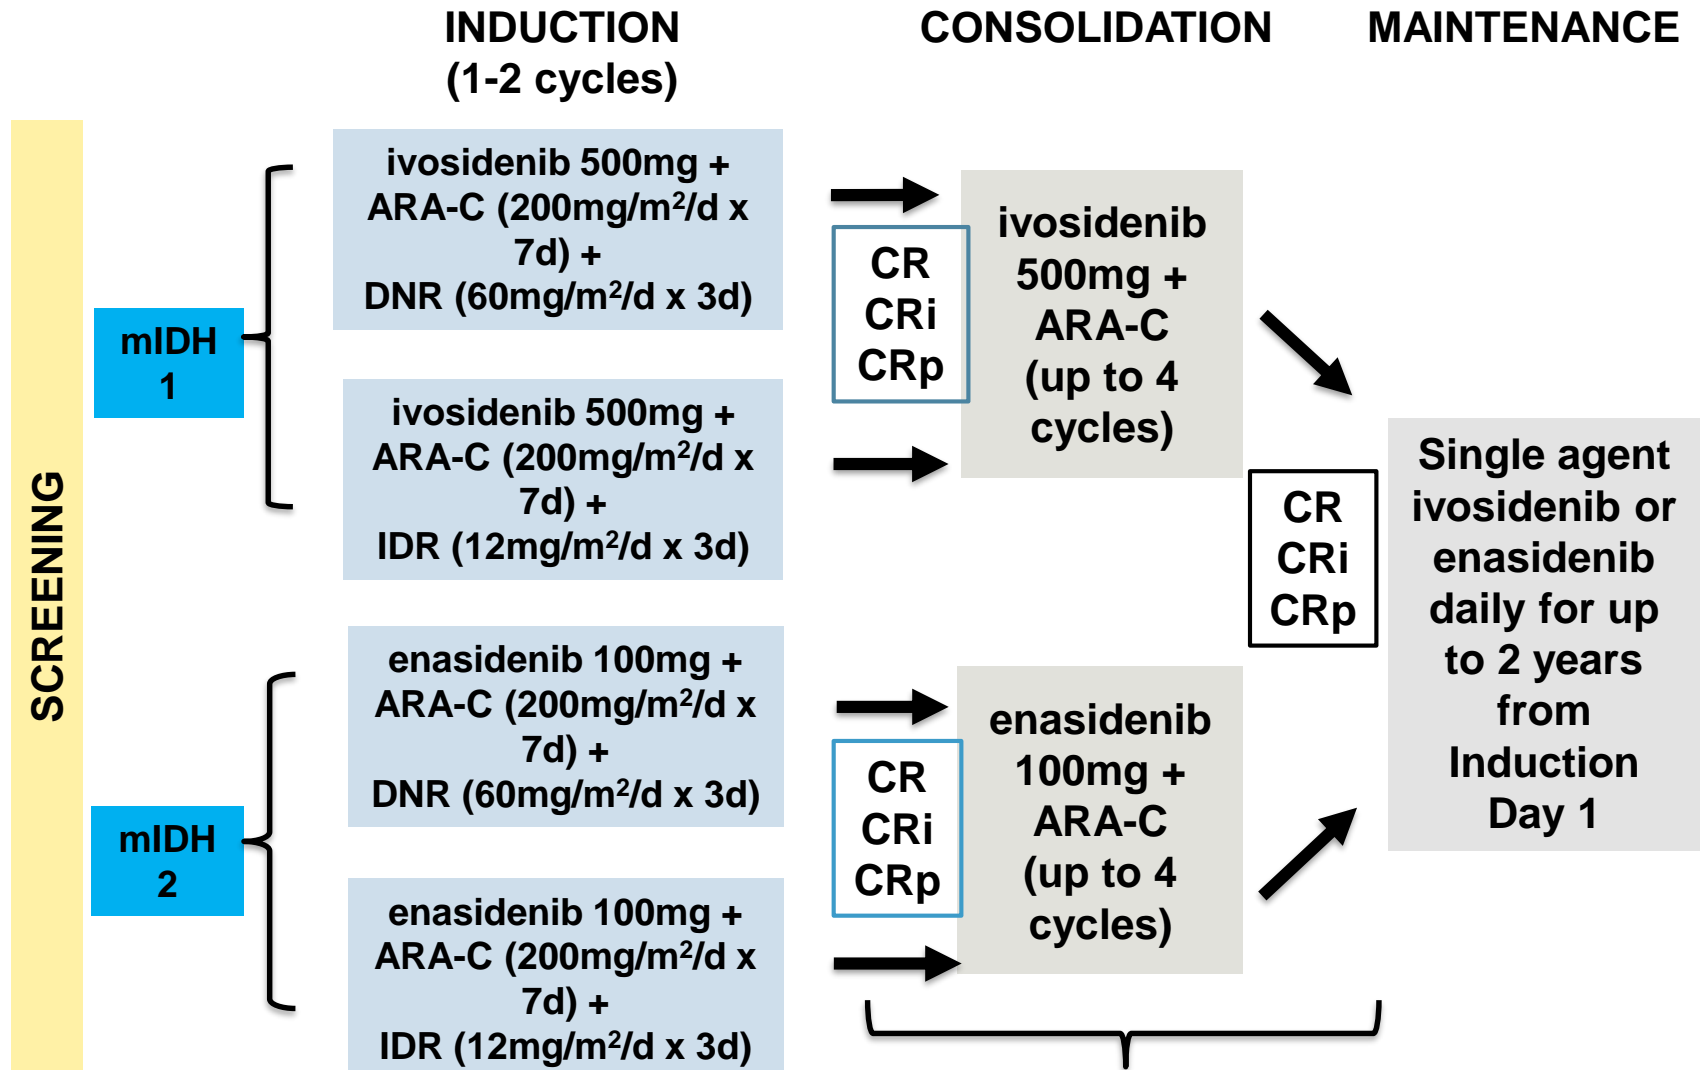 INDUCTION
(1-2 cycles)
CONSOLIDATION
MAINTENANCE
SCREENING
mIDH
1
ivosidenib 500mg +
ARA-C (200mg/m²/d x
7d) +
DNR (60mg/m²/d x 3d)
ivosidenib 500mg +
ARA-C (200mg/m²/d x
7d) +
IDR (12mg/m²/d x 3d)
CR
CRi
CRp
ivosidenib
500mg +
ARA-C
(up to 4
cycles)
mIDH
2
enasidenib 100mg +
ARA-C (200mg/m²/d x
7d) +
DNR (60mg/m²/d x 3d)
enasidenib 100mg +
ARA-C (200mg/m²/d x
7d) +
IDR (12mg/m²/d x 3d)
CR
CRi
CRp
enasidenib
100mg +
ARA-C
(up to 4
cycles)
CR
CRi
CRp
Single agent
ivosidenib or
enasidenib
daily for up
to 2 years
from
Induction
Day 1